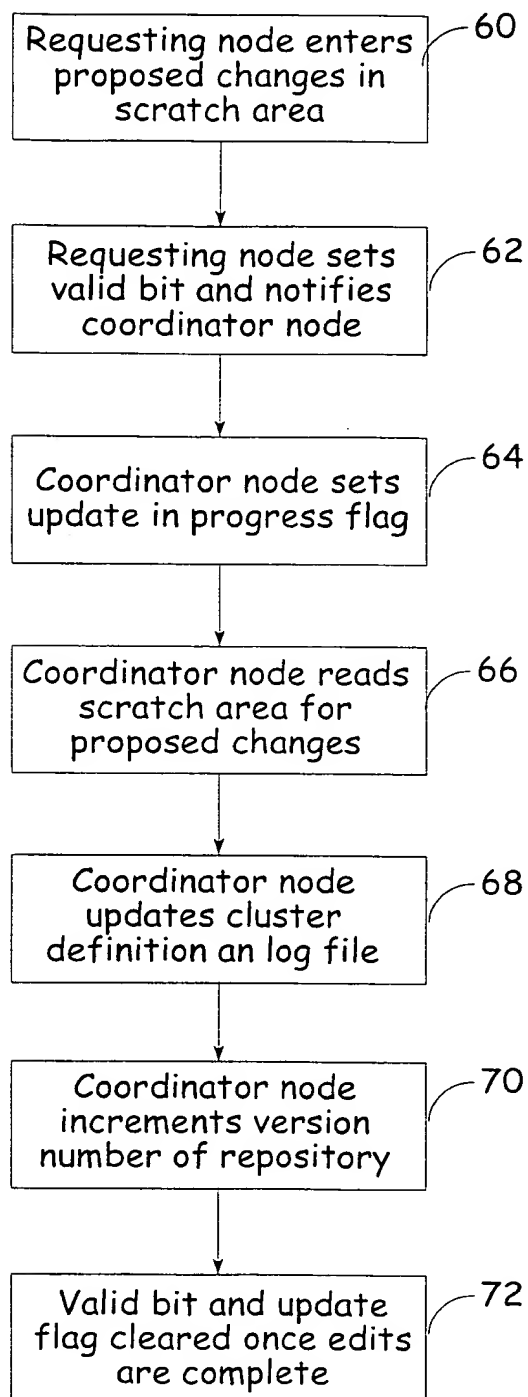 Requesting node enters
proposed changes in
scratch area
60
Requesting node sets
valid bit and notifies
coordinator node
62
Coordinator node sets
update in progress flag
64
Coordinator node reads
scratch area for
proposed changes
66
Coordinator node
updates cluster
definition an log file
68
Coordinator node
increments version
number of repository
70
Valid bit and update
flag cleared once edits
are complete
72